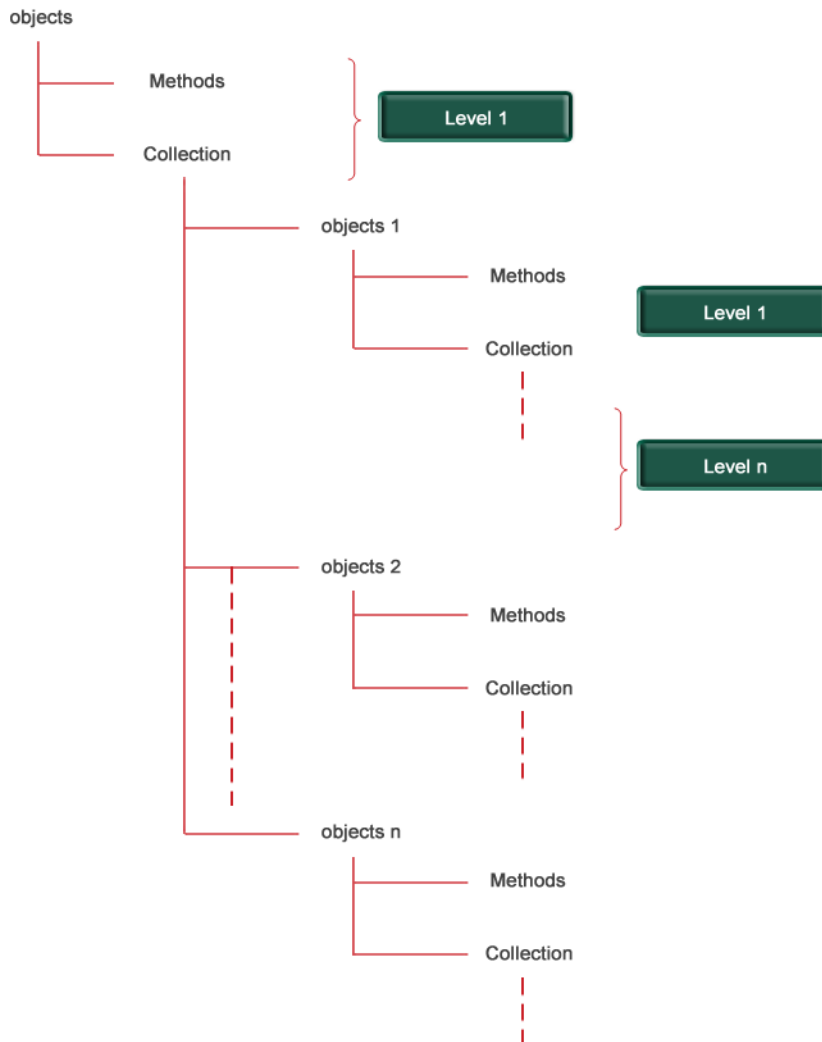 objects
Methods
Level 1
Collection
objects 1
Methods
Level 1
Collection
Level n
objects 2
Methods
Collection
objects n
Methods
Collection